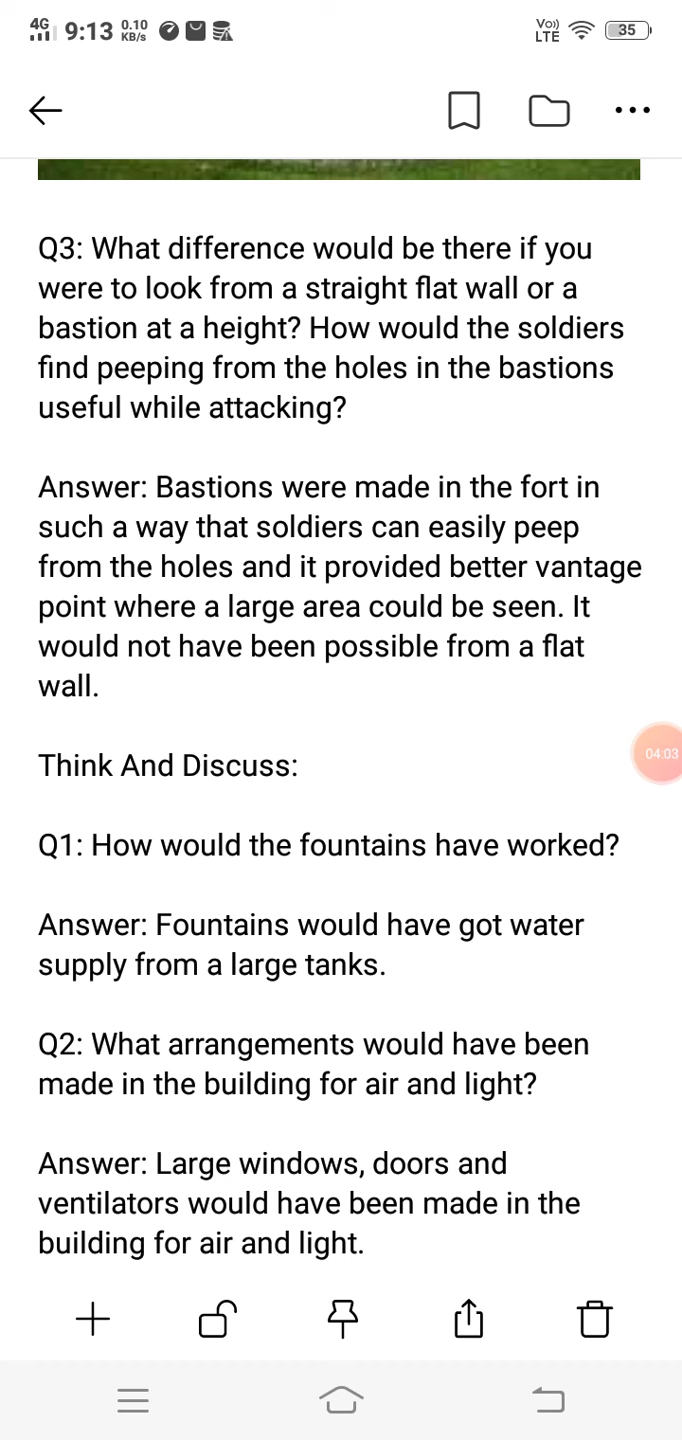 4G 9:13 0.10 KB/s Vo)) LTE 35
Q3: What difference would be there if you
were to look from a straight flat wall or a
bastion at a height? How would the soldiers
find peeping from the holes in the bastions
useful while attacking?
Answer: Bastions were made in the fort in
such a way that soldiers can easily peep
from the holes and it provided better vantage
point where a large area could be seen. It
would not have been possible from a flat
wall.
04:03
Think And Discuss:
Q1: How would the fountains have worked?
Answer: Fountains would have got water
supply from a large tanks.
Q2: What arrangements would have been
made in the building for air and light?
Answer: Large windows, doors and
ventilators would have been made in the
building for air and light.